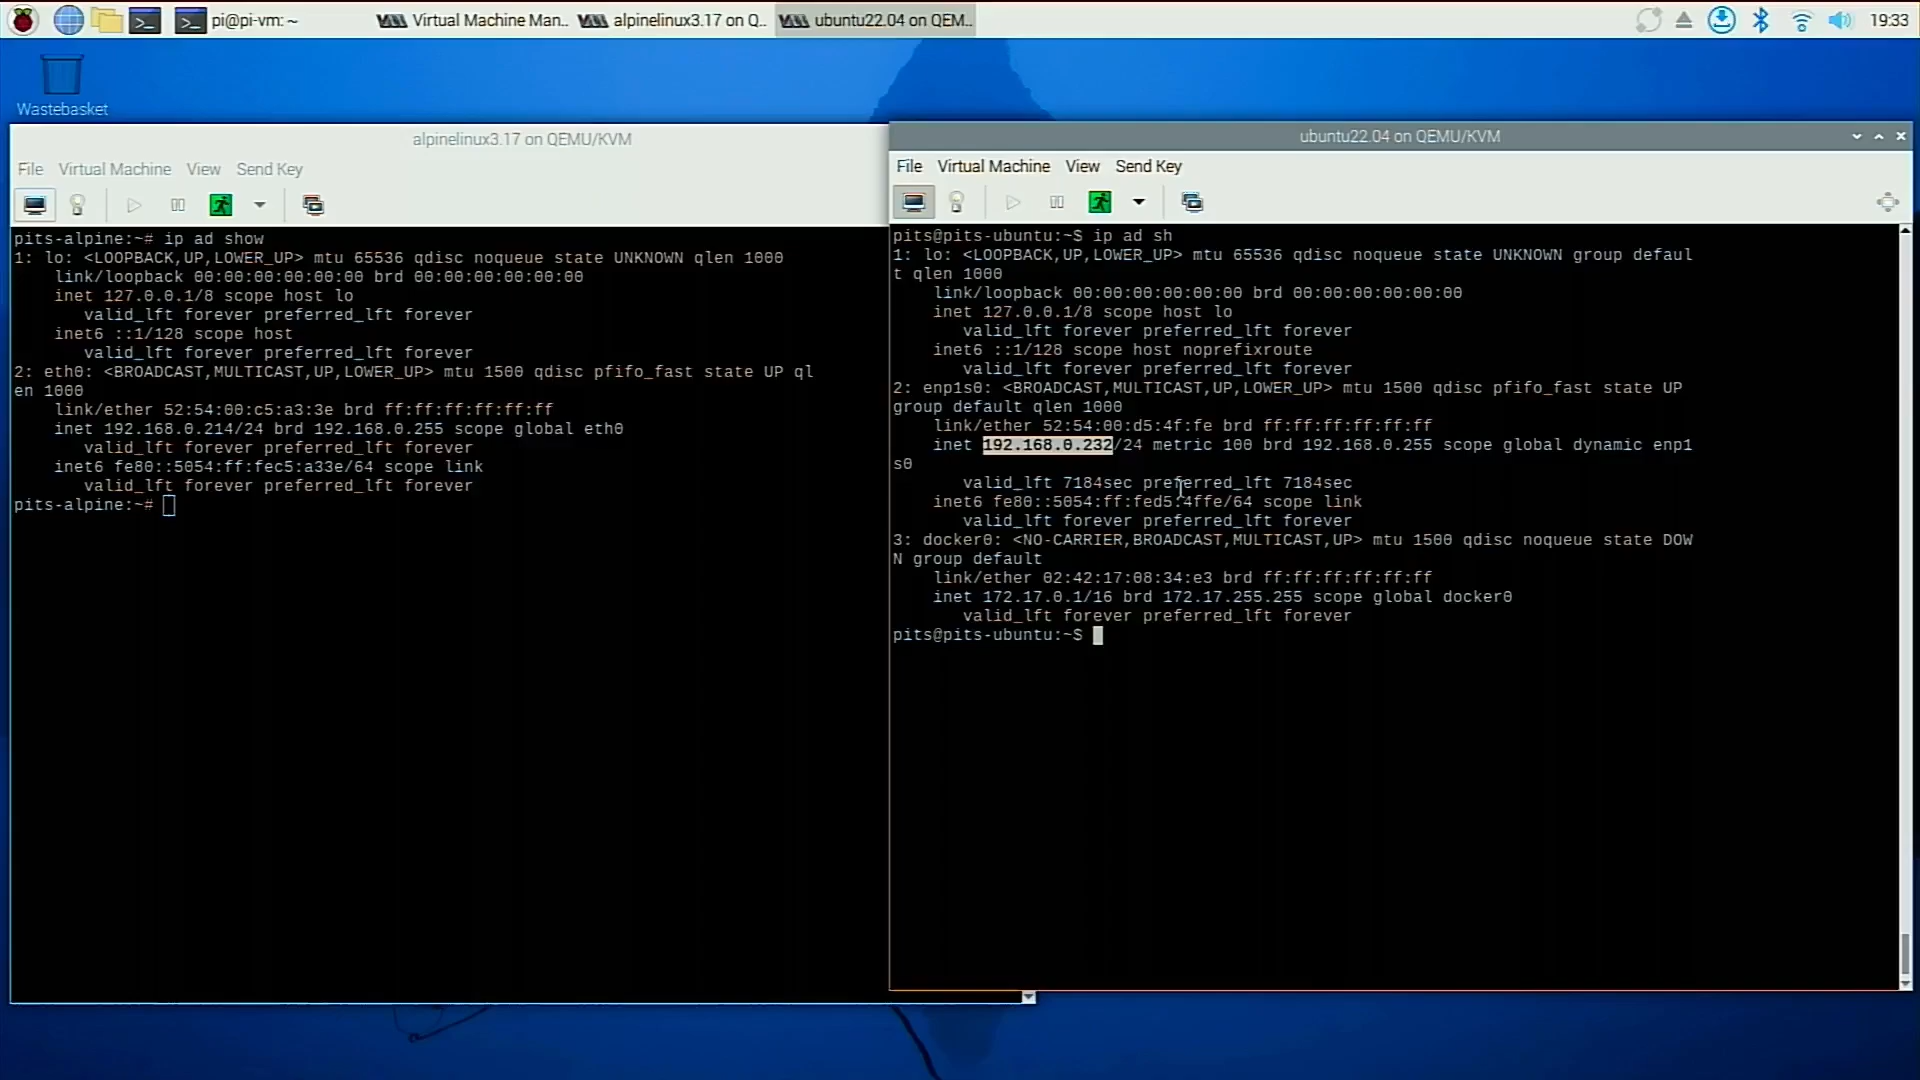 pi@pi-vm: ~
Virtual Machine Man..
alpinelinux3.17 on Q..
ubuntu22.04 on QEM..
19:33
Wastebasket
alpinelinux3.17 on QEMU/KVM
File Virtual Machine View Send Key
pits-alpine:~# ip ad show
1: lo: <LOOPBACK,UP,LOWER_UP> mtu 65536 qdisc noqueue state UNKNOWN qlen 1000
link/loopback 00:00:00:00:00:00 brd 00:00:00:00:00:00
inet 127.0.0.1/8 scope host lo
valid_lft forever preferred_lft forever
inet6 ::1/128 scope host
valid_lft forever preferred_lft forever
2: eth0: <BROADCAST,MULTICAST,UP,LOWER_UP> mtu 1500 qdisc pfifo_fast state UP ql
en 1000
link/ether 52:54:00:c5:a3:3e brd ff:ff:ff:ff:ff:ff
inet 192.168.0.214/24 brd 192.168.0.255 scope global eth0
valid_lft forever preferred_lft forever
inet6 fe80::5054:ff:fec5:a33e/64 scope link
valid_lft forever preferred_lft forever
pits-alpine:~#
ubuntu22.04 on QEMU/KVM
File Virtual Machine View Send Key
pits@pits-ubuntu:~$ ip ad sh
1: lo: <LOOPBACK,UP,LOWER_UP> mtu 65536 qdisc noqueue state UNKNOWN group defaul
t qlen 1000
link/loopback 00:00:00:00:00:00 brd 00:00:00:00:00:00
inet 127.0.0.1/8 scope host lo
valid_lft forever preferred_lft forever
inet6 ::1/128 scope host noprefixroute
valid_lft forever preferred_lft forever
2: enp1s0: <BROADCAST,MULTICAST,UP,LOWER_UP> mtu 1500 qdisc pfifo_fast state UP
group default qlen 1000
link/ether 52:54:00:d5:4f:fe brd ff:ff:ff:ff:ff:ff
inet 192.168.0.232/24 metric 100 brd 192.168.0.255 scope global dynamic enp1
s0
valid_lft 7184sec preferred_lft 7184sec
inet6 fe80::5054:ff:fed5:4ffe/64 scope link
valid_lft forever preferred_lft forever
3: docker0: <NO-CARRIER,BROADCAST,MULTICAST,UP> mtu 1500 qdisc noqueue state DOW
N group default
link/ether 02:42:17:08:34:e3 brd ff:ff:ff:ff:ff:ff
inet 172.17.0.1/16 brd 172.17.255.255 scope global docker0
valid_lft forever preferred_lft forever
pits@pits-ubuntu:~$